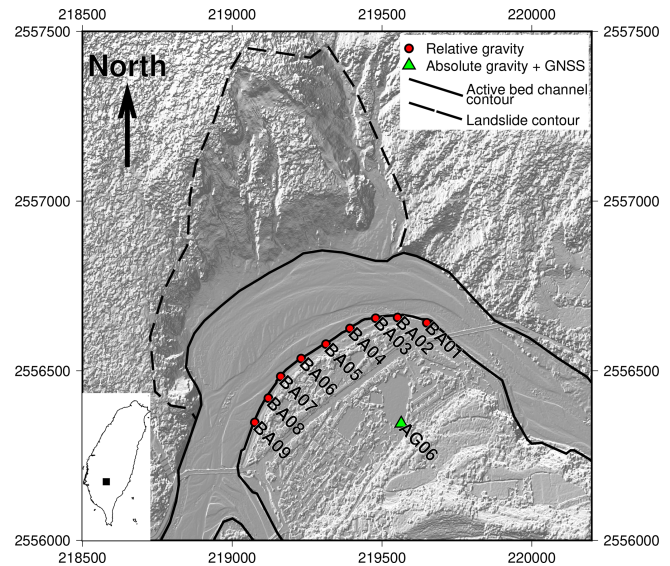 218500 219000 219500 220000
2557500 2557500
North
Relative gravity
Absolute gravity + GNSS
Active bed channel
contour
Landslide contour
2557000 2557000
BA01
BA02
BA03
BA04
BA05
BA06
BA07
BA08
BA09
2556500 2556500
AG06
2556000 2556000
218500 219000 219500 220000